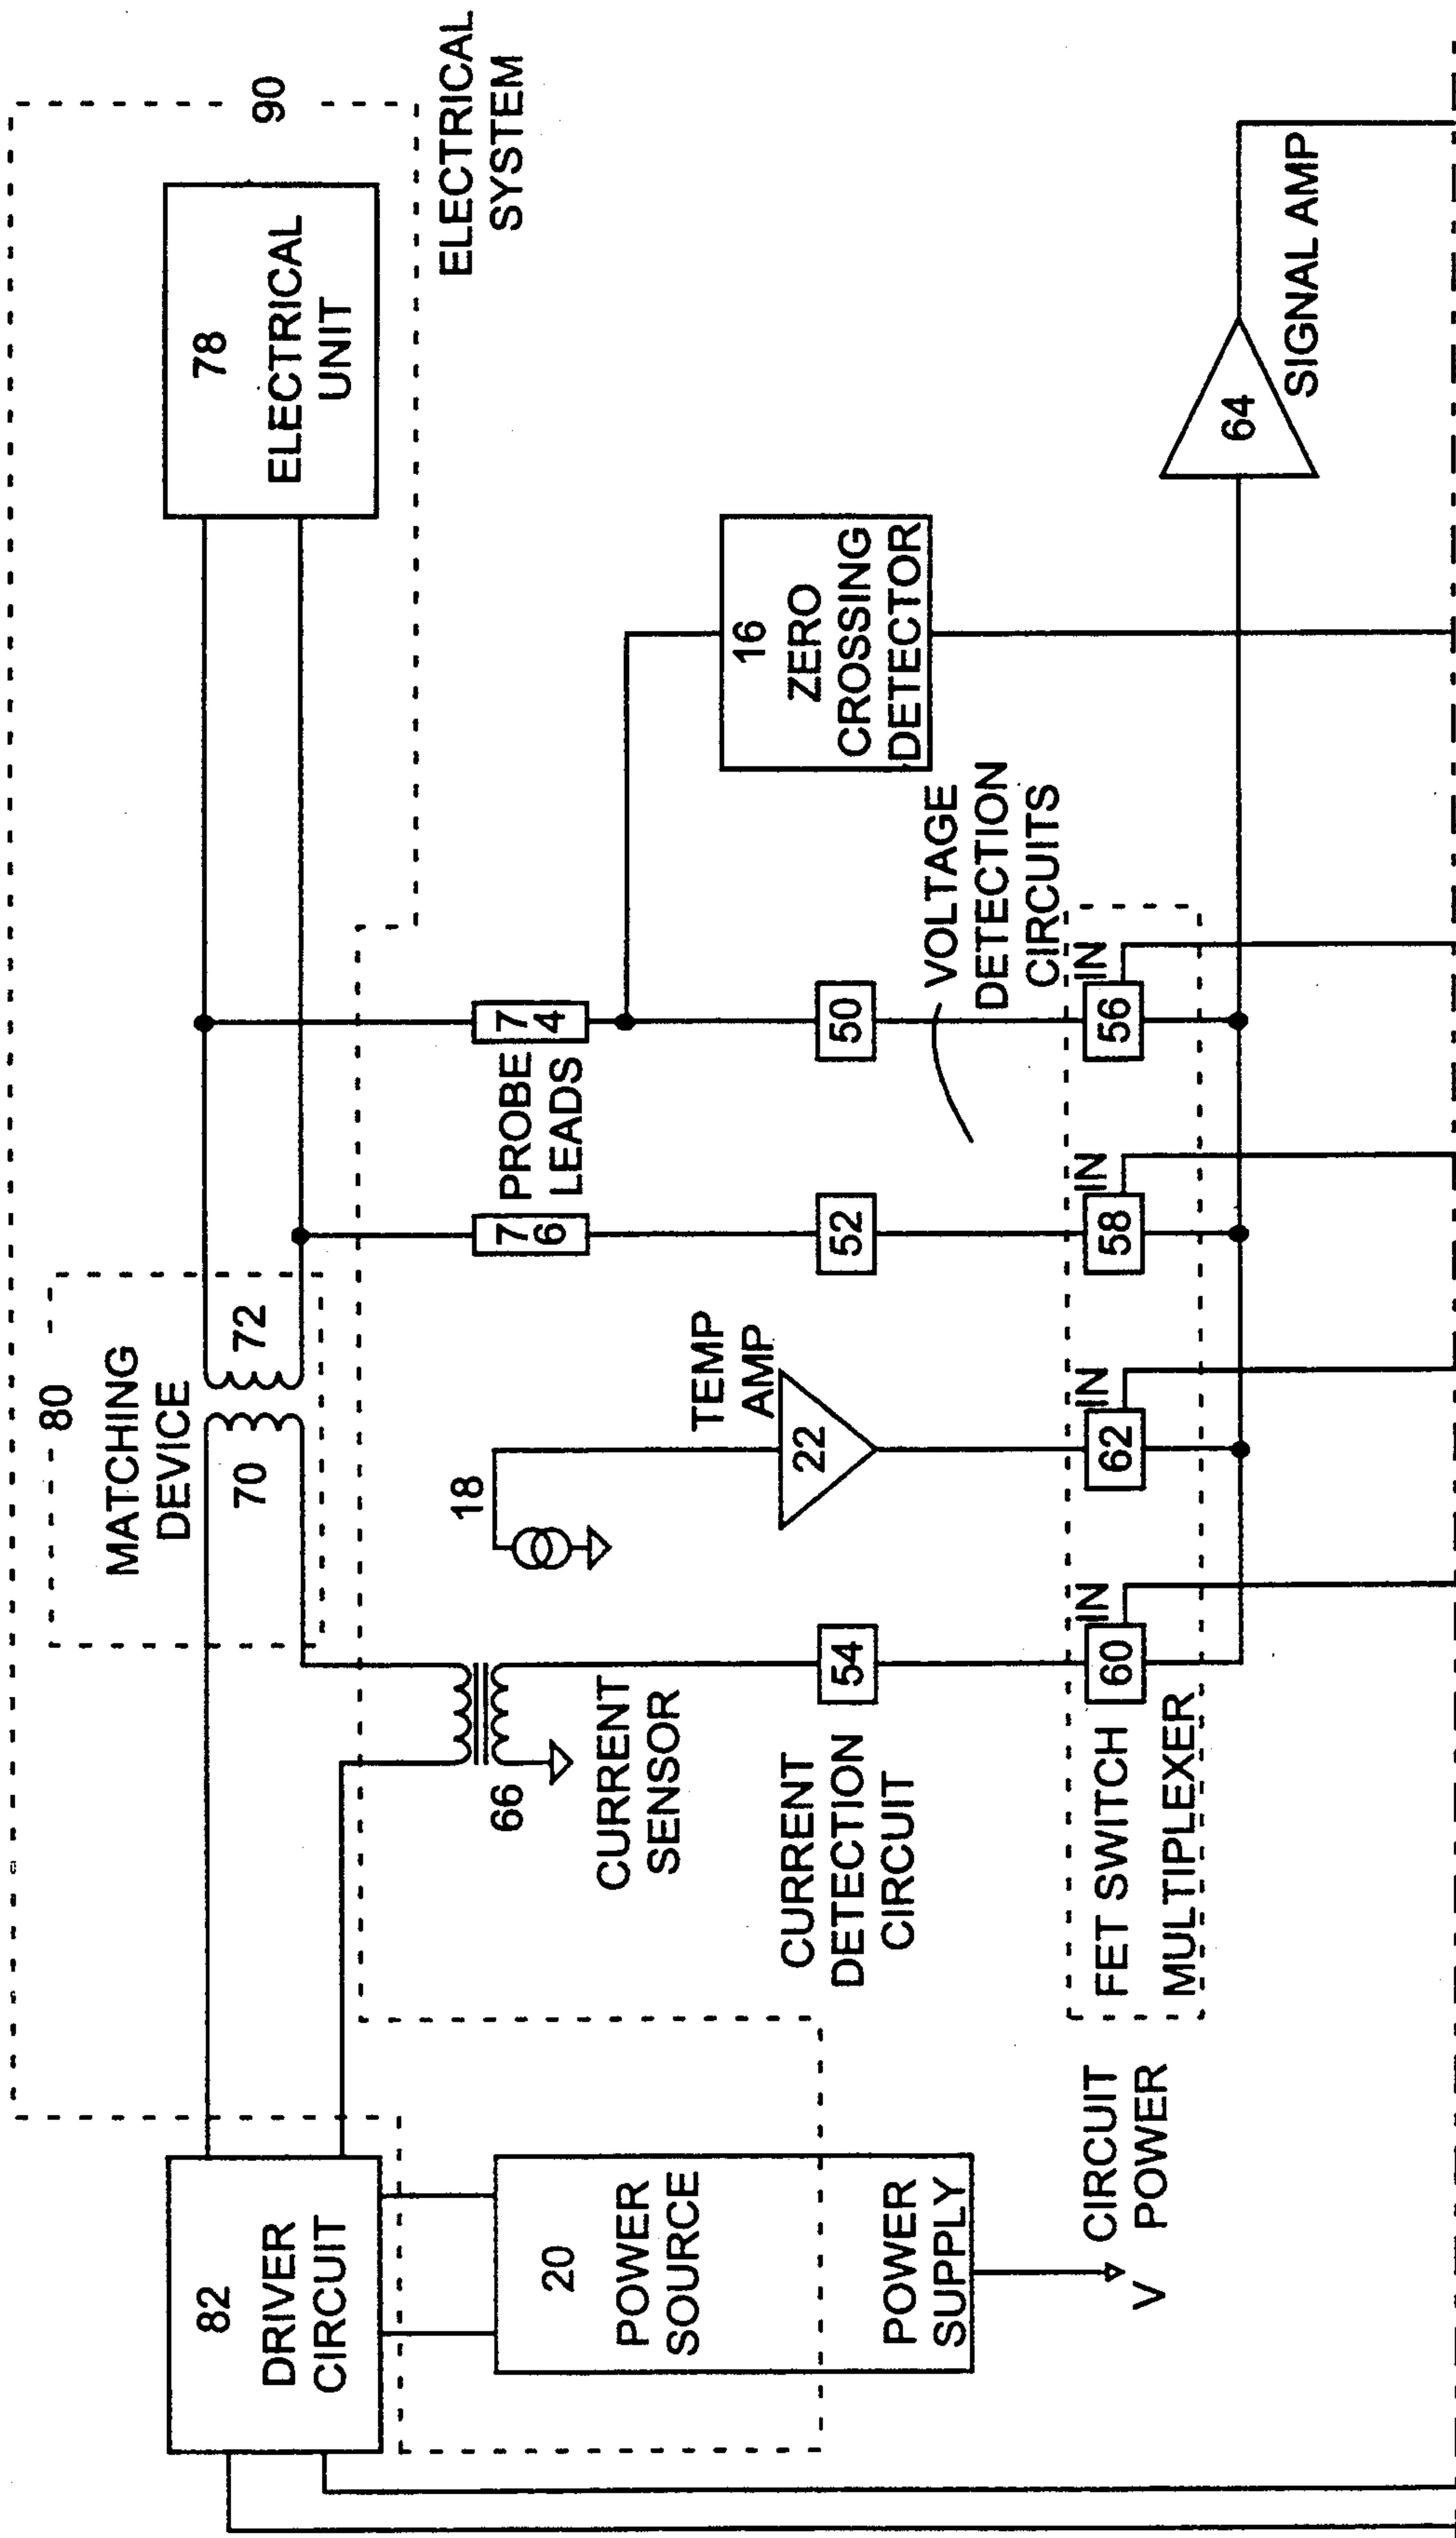 90
ELECTRICAL
SYSTEM
78
ELECTRICAL
UNIT
80
MATCHING
DEVICE
70
72
82
DRIVER
CIRCUIT
20
POWER
SOURCE
POWER
SUPPLY
V
CIRCUIT
POWER
66
CURRENT
SENSOR
18
TEMP
AMP
22
76
PROBE
LEADS
74
16
ZERO
CROSSING
DETECTOR
CURRENT
DETECTION
CIRCUIT
54
52
50
VOLTAGE
DETECTION
CIRCUITS
FET SWITCH
MULTIPLEXER
60
IN
62
IN
58
IN
56
IN
64
SIGNAL AMP